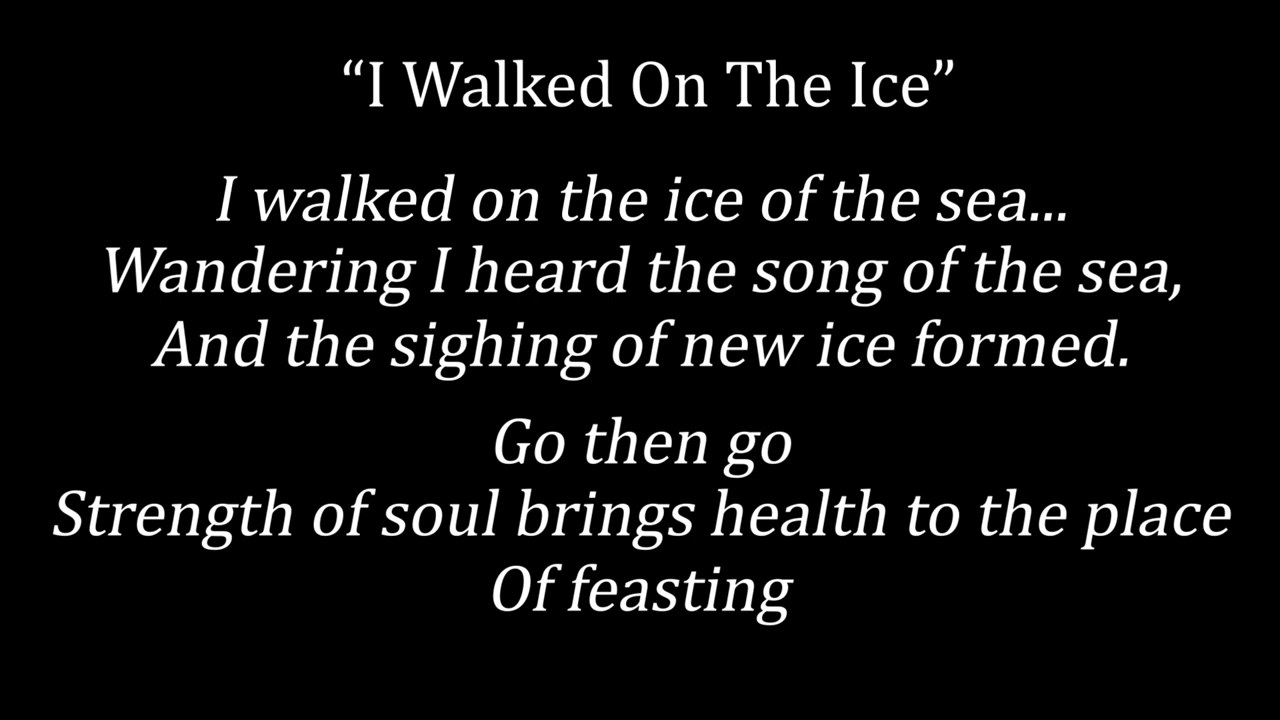 “I Walked On The Ice”
I walked on the ice of the sea...
Wandering I heard the song of the sea,
And the sighing of new ice formed.
Go then go
Strength of soul brings health to the place
Of feasting